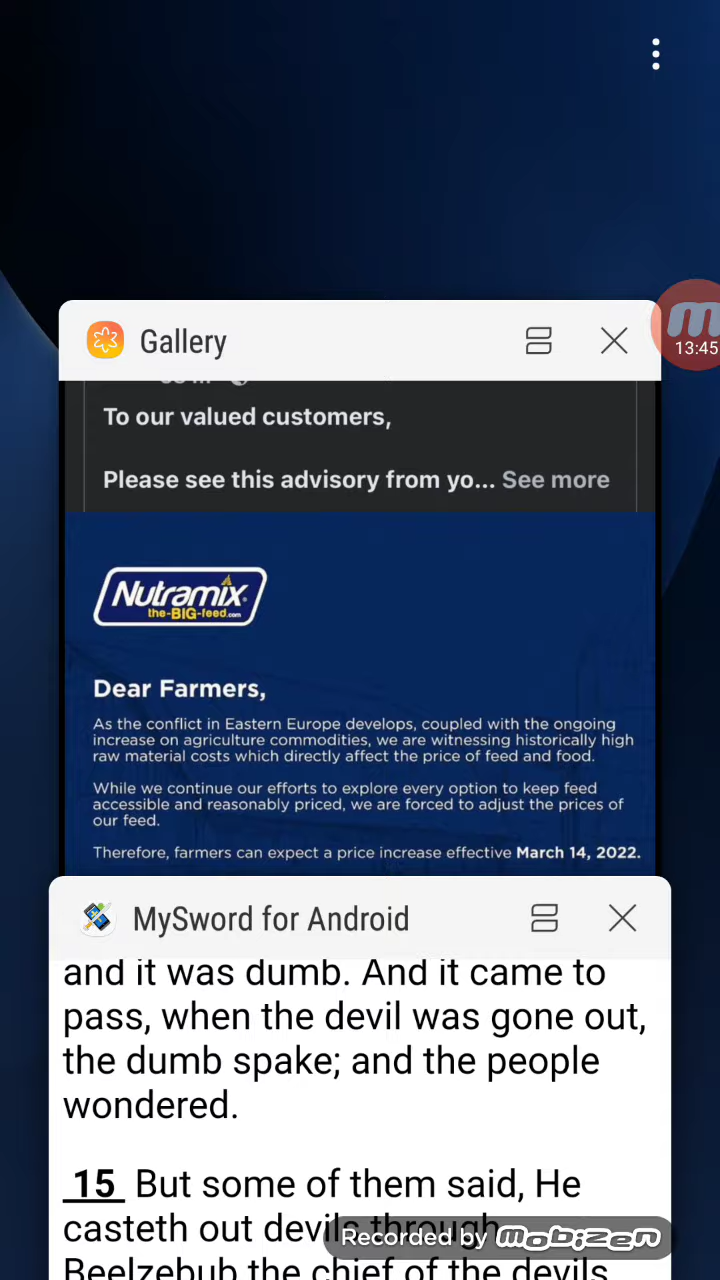 Gallery
13:45
To our valued customers,
Please see this advisory from yo... See more
Nutramix
the-BIG-feed.com
Dear Farmers,
As the conflict in Eastern Europe develops, coupled with the ongoing
increase on agriculture commodities, we are witnessing historically high
raw material costs which directly affect the price of feed and food.
While we continue our efforts to explore every option to keep feed
accessible and reasonably priced, we are forced to adjust the prices of
our feed.
Therefore, farmers can expect a price increase effective March 14, 2022.
MySword for Android
and it was dumb. And it came to
pass, when the devil was gone out,
the dumb spake; and the people
wondered.
15 But some of them said, He
casteth out devils through
Beelzebub the chief of the devils
Recorded by mobizen